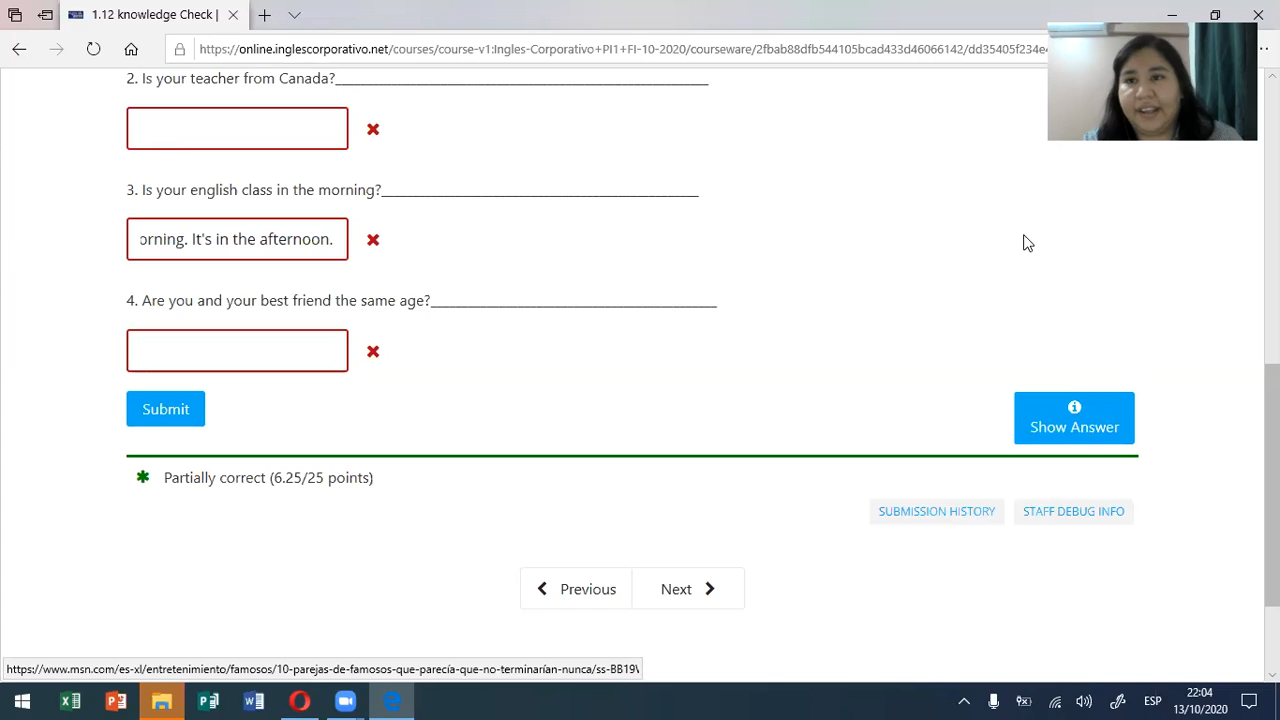 1.12 knowledge
https://online.inglescorporativo.net/courses/course-v1:Ingles-Corporativo+PI1+FI-10-2020/courseware/2fbab88dfb544105bcad433d46066142/dd35405f234e4
2. Is your teacher from Canada?
3. Is your english class in the morning?
orning. It's in the afternoon.
4. Are you and your best friend the same age?
Submit
Show Answer
Partially correct (6.25/25 points)
SUBMISSION HISTORY
STAFF DEBUG INFO
Previous
Next
https://www.msn.com/es-xl/entretenimiento/famosos/10-parejas-de-famosos-que-parecía-que-no-terminarían-nunca/ss-BB19
ESP
22:04
13/10/2020